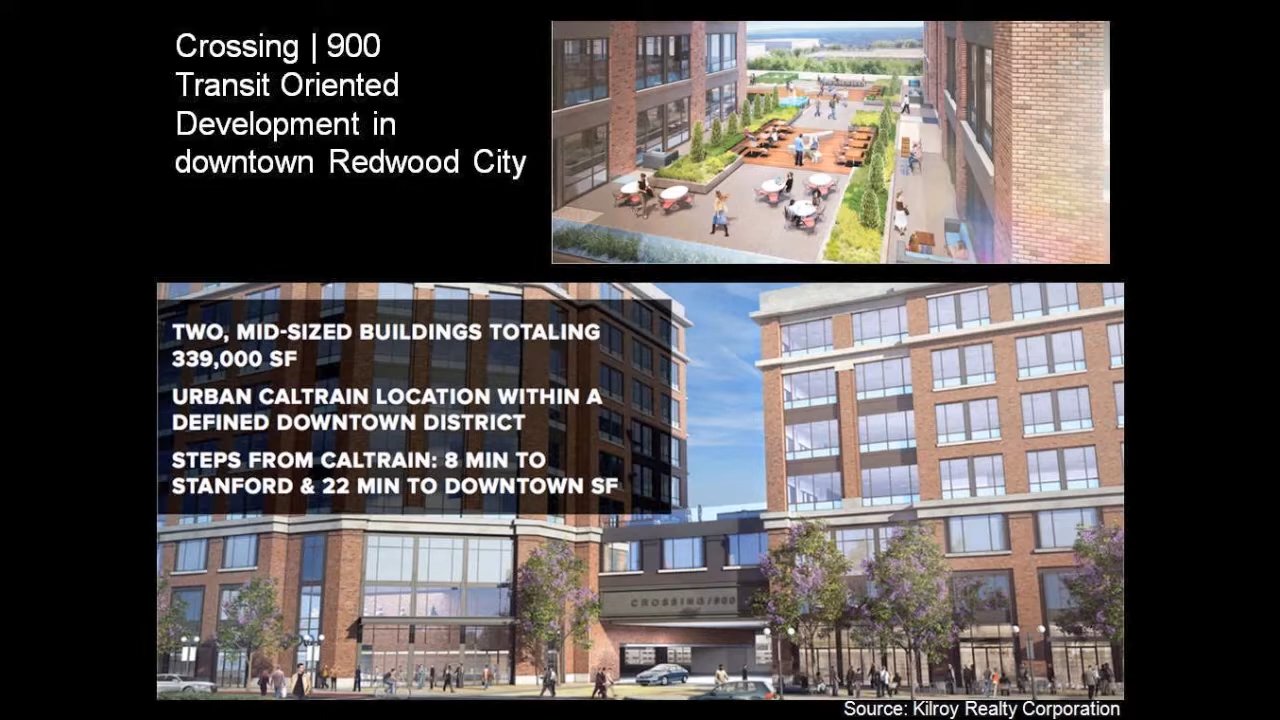 Crossing | 900
Transit Oriented
Development in
downtown Redwood City
TWO, MID-SIZED BUILDINGS TOTALING
339,000 SF
URBAN CALTRAIN LOCATION WITHIN A
DEFINED DOWNTOWN DISTRICT
STEPS FROM CALTRAIN: 8 MIN TO
STANFORD & 22 MIN TO DOWNTOWN SF
CROSSING/900
Source: Kilroy Realty Corporation